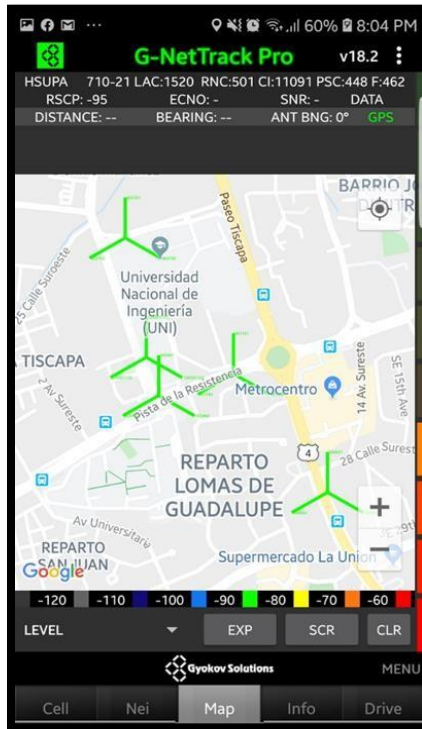 60% 8:04 PM
G-NetTrack Pro v18.2
HSUPA 710-21 LAC:1520 RNC:501 CI:11091 PSC:448 F:462
RSCP: -95 ECNO: - SNR: - DATA
DISTANCE: -- BEARING: -- ANT BNG: 0° GPS
BARRIO J
Paseo Tiscapa
25 Calle Suroeste
Universidad
Nacional de
Ingeniería
(UNI)
TISCAPA
2 Av. Sureste
Pista de la Resistencia
Metrocentro
14 Av. Sureste
SE 15th Ave
4
28 Calle Surest
REPARTO
LOMAS DE
GUADALUPE
Av Universitaria
REPARTO
SAN JUAN
Supermercado La Union
Google
+
−
-120 -110 -100 -90 -80 -70 -60
LEVEL EXP SCR CLR
Gyokov Solutions MENU
Cell Nei Map Info Drive